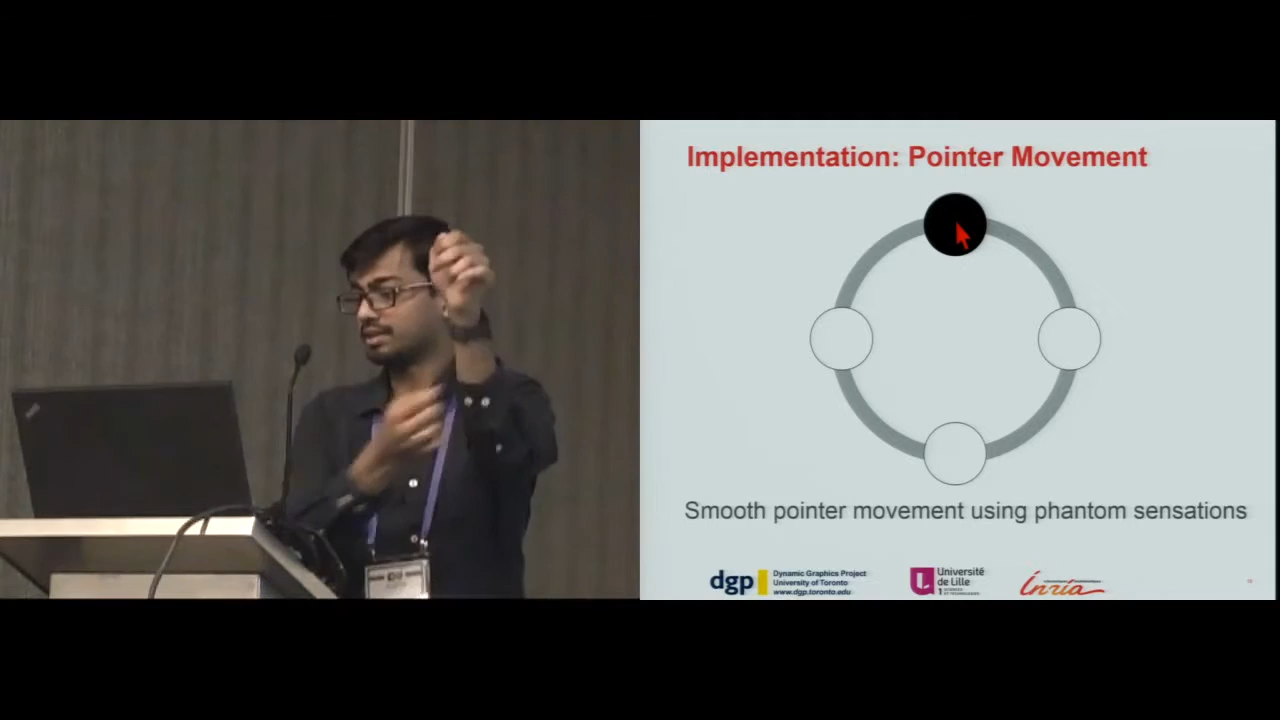 Implementation: Pointer Movement
Smooth pointer movement using phantom sensations
dgp
Dynamic Graphics Project
University of Toronto
www.dgp.toronto.edu
Université
de Lille
Inria